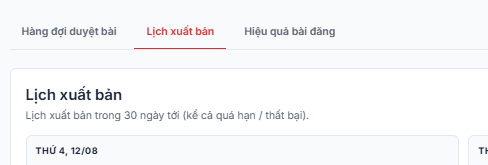 Hàng đợi duyệt bài Lịch xuất bản Hiệu quả bài đăng
Lịch xuất bản
Lịch xuất bản trong 30 ngày tới (kể cả quá hạn / thất bại).
THỨ 4, 12/08